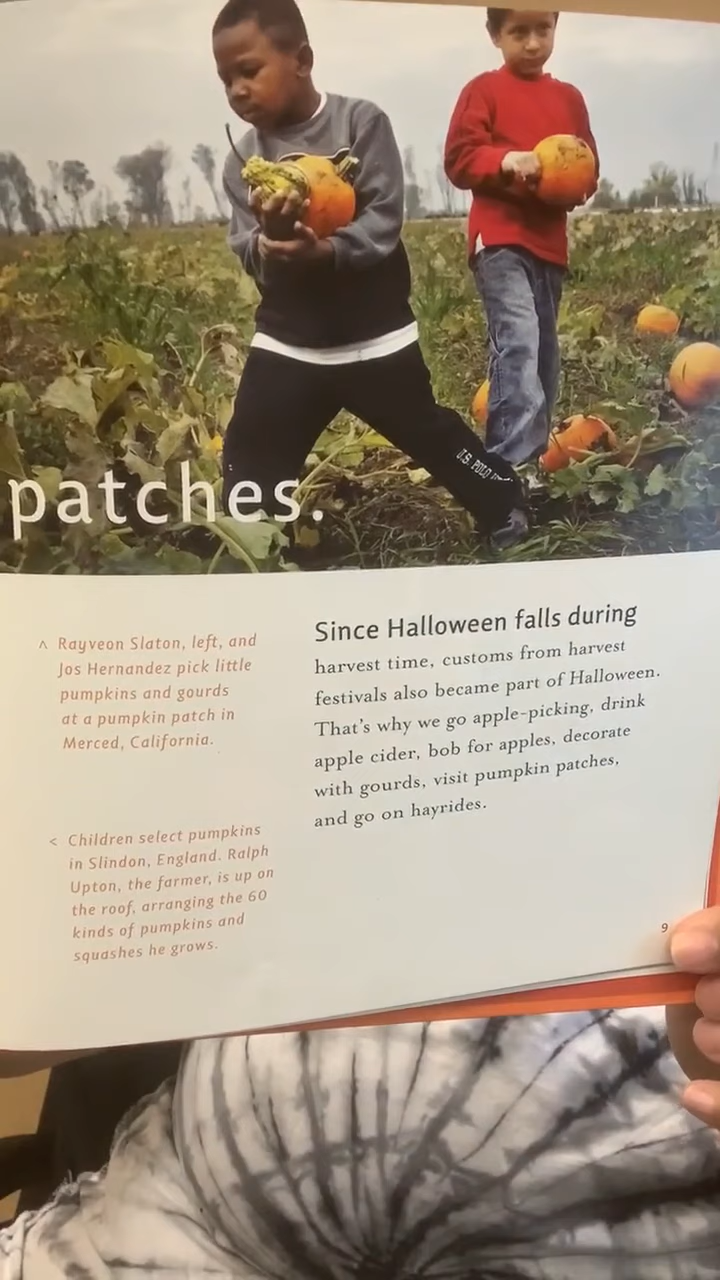 U.S. POLO
patches.
^ Rayveon Slaton, left, and
Jos Hernandez pick little
pumpkins and gourds
at a pumpkin patch in
Merced, California.
< Children select pumpkins
in Slindon, England. Ralph
Upton, the farmer, is up on
the roof, arranging the 60
kinds of pumpkins and
squashes he grows.
Since Halloween falls during
harvest time, customs from harvest
festivals also became part of Halloween.
That's why we go apple-picking, drink
apple cider, bob for apples, decorate
with gourds, visit pumpkin patches,
and go on hayrides.
9